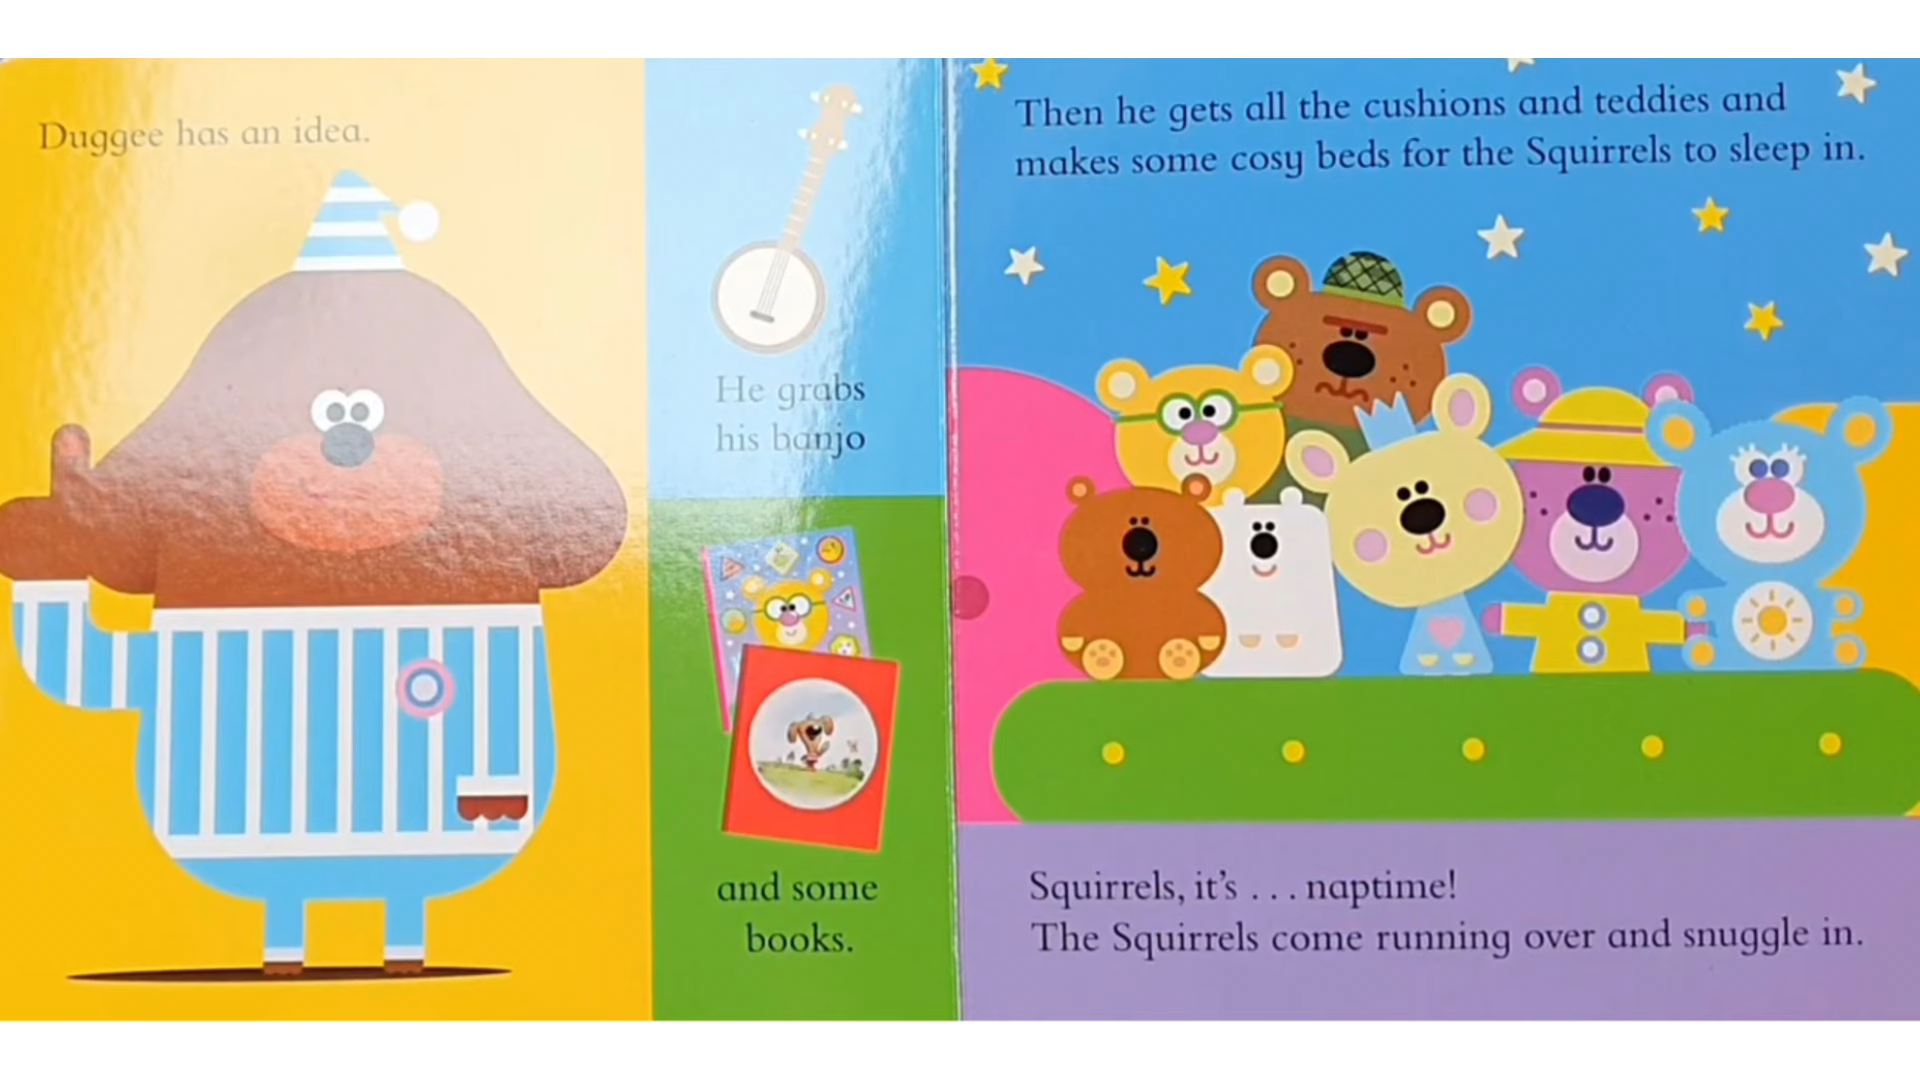 Duggee has an idea.
He grabs
his banjo
and some
books.
Then he gets all the cushions and teddies and
makes some cosy beds for the Squirrels to sleep in.
Squirrels, it's . . . naptime!
The Squirrels come running over and snuggle in.